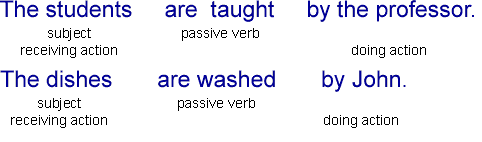 The students are taught by the professor.
subject passive verb
receiving action doing action
The dishes are washed by John.
subject passive verb
receiving action doing action